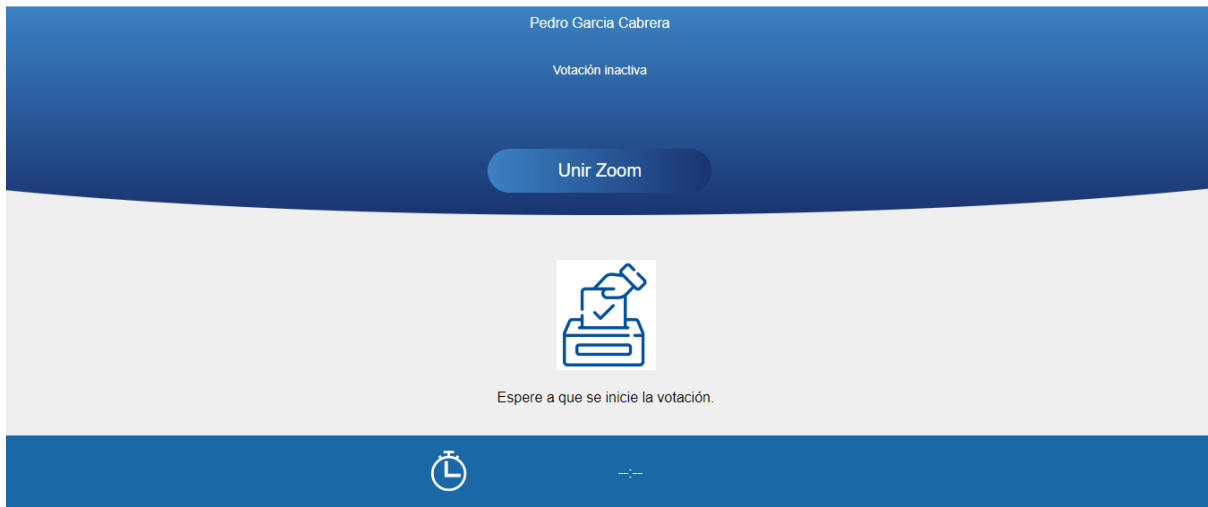 Pedro Garcia Cabrera
Votación inactiva
Unir Zoom
Espere a que se inicie la votación.
--:--